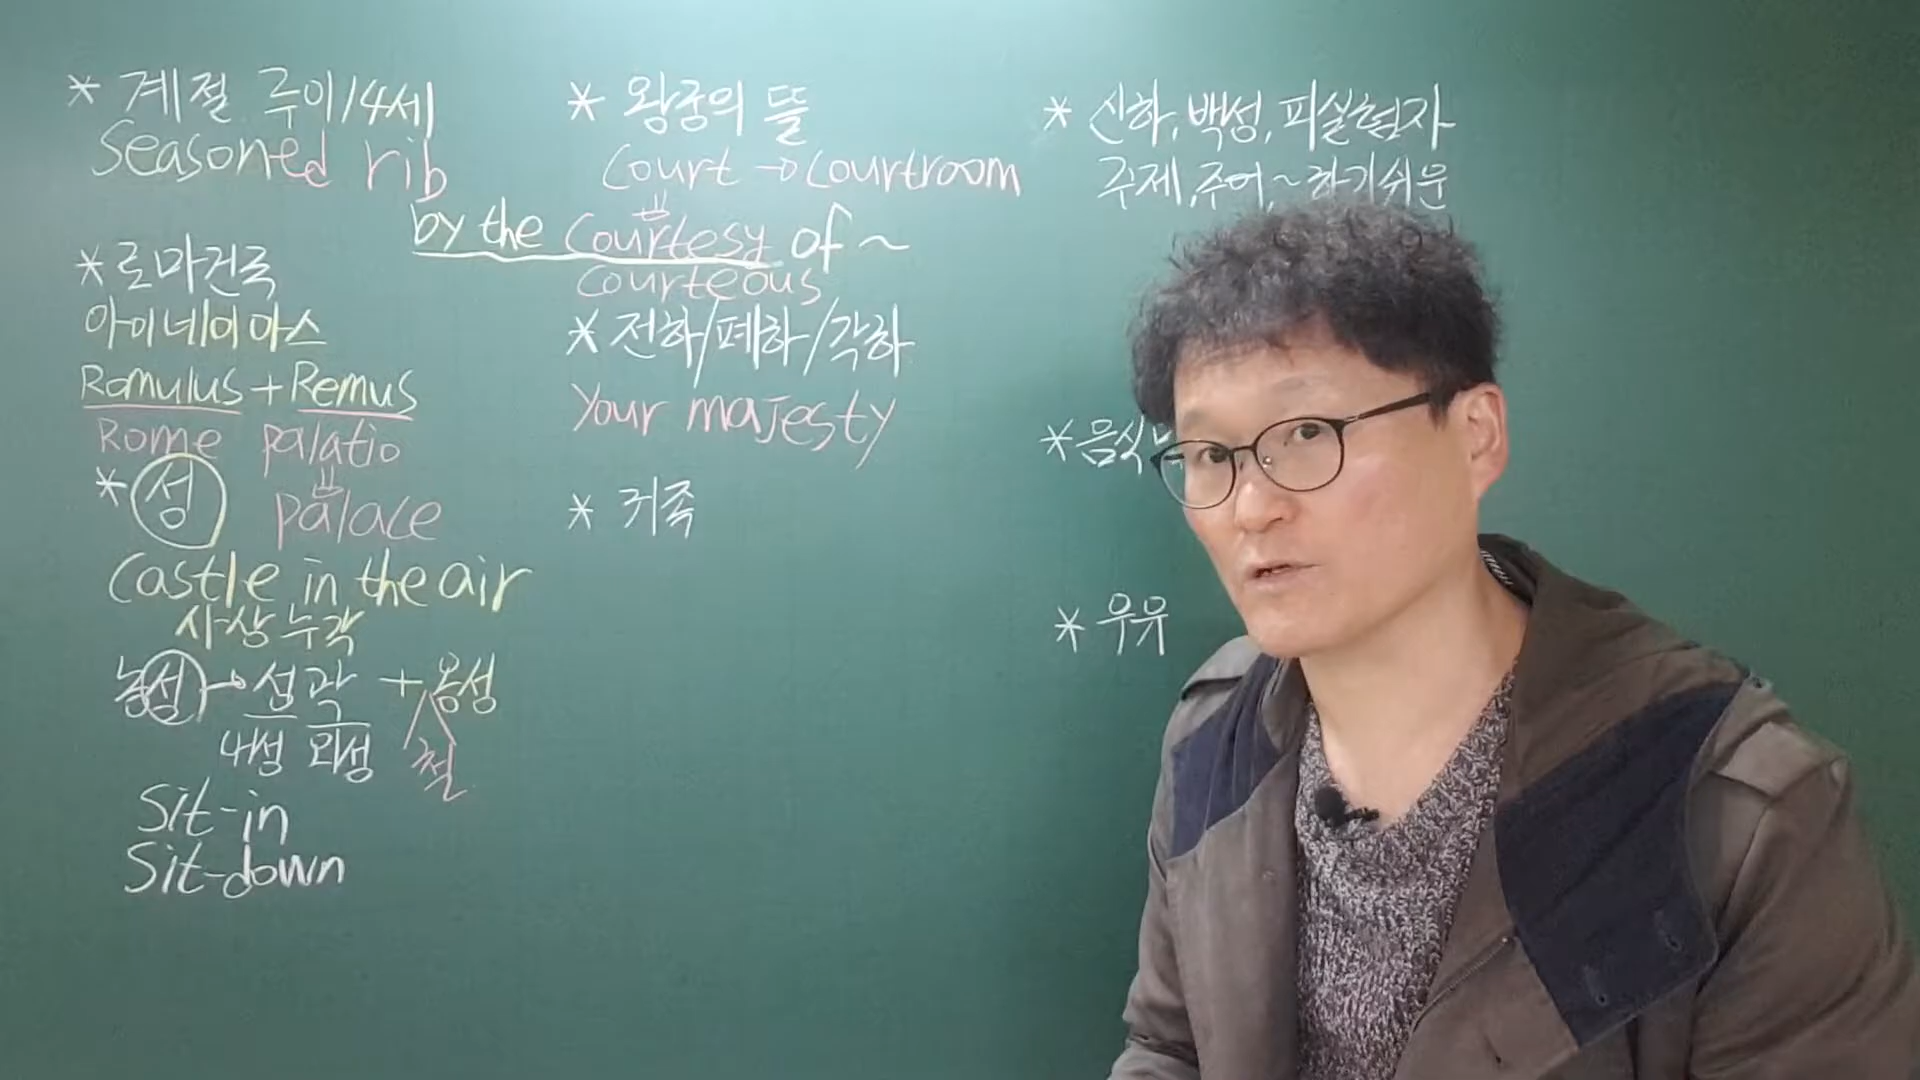 * 계절 주이/4세
Seasoned rib
* 로마건국
아이네이아스
Romulus + Remus
Rome palatio
* 성 palace
Castle in the air
사상누각
농성 → 성곽 + 옹성
내성 외성
철
Sit-in
Sit-down
* 왕궁의 뜰
Court → Courtroom
by the Courtesy of ~
courteous
* 전하/폐하/각하
Your majesty
* 귀족
* 신하, 백성, 피실험자
주제, 주어, ~하기쉬운
* 음식
* 우유